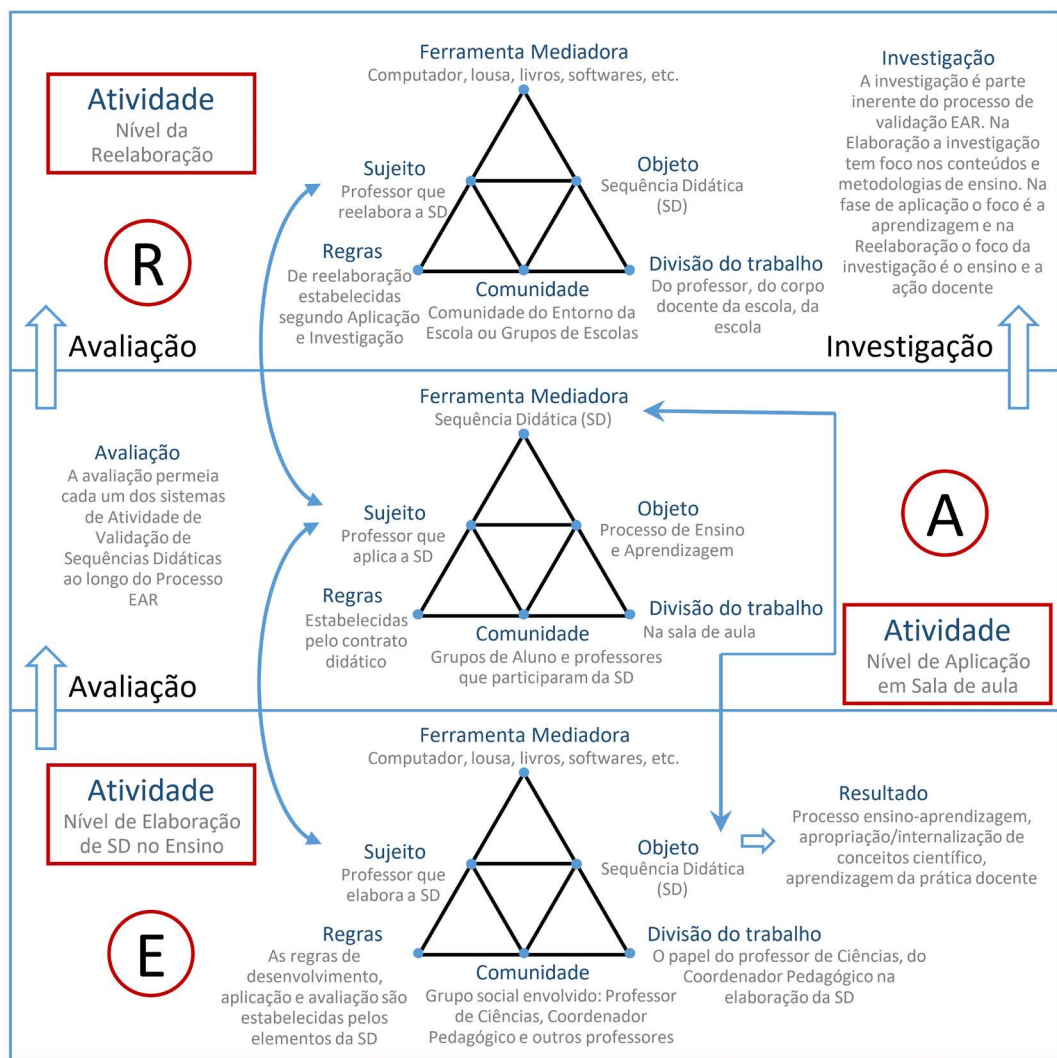 Ferramenta Mediadora
Computador, lousa, livros, softwares, etc.
Atividade
Nível da
Reelaboração
Investigação
A investigação é parte
inerente do processo de
validação EAR. Na
Elaboração a investigação
tem foco nos conteúdos e
metodologias de ensino. Na
fase de aplicação o foco é a
aprendizagem e na
Reelaboração o foco da
investigação é o ensino e a
ação docente
Sujeito
Professor que
reelabora a SD
Objeto
Sequência Didática
(SD)
R
Regras
De reelaboração
estabelecidas
segundo Aplicação
e Investigação
Comunidade
Comunidade do Entorno da
Escola ou Grupos de Escolas
Divisão do trabalho
Do professor, do corpo
docente da escola, da
escola
Avaliação
Investigação
Ferramenta Mediadora
Sequência Didática (SD)
Avaliação
A avaliação permeia
cada um dos sistemas
de Atividade de
Validação de
Sequências Didáticas
ao longo do Processo
EAR
Sujeito
Professor que
aplica a SD
Objeto
Processo de Ensino
e Aprendizagem
A
Regras
Estabelecidas
pelo contrato
didático
Comunidade
Grupos de Aluno e professores
que participaram da SD
Divisão do trabalho
Na sala de aula
Atividade
Nível de Aplicação
em Sala de aula
Avaliação
Ferramenta Mediadora
Computador, lousa, livros, softwares, etc.
Atividade
Nível de Elaboração
de SD no Ensino
Sujeito
Professor que
elabora a SD
Objeto
Sequência Didática
(SD)
Resultado
Processo ensino-aprendizagem,
apropriação/internalização de
conceitos científico,
aprendizagem da prática docente
E
Regras
As regras de
desenvolvimento,
aplicação e avaliação são
estabelecidas pelos
elementos da SD
Comunidade
Grupo social envolvido: Professor
de Ciências, Coordenador
Pedagógico e outros professores
Divisão do trabalho
O papel do professor de Ciências, do
Coordenador Pedagógico na
elaboração da SD